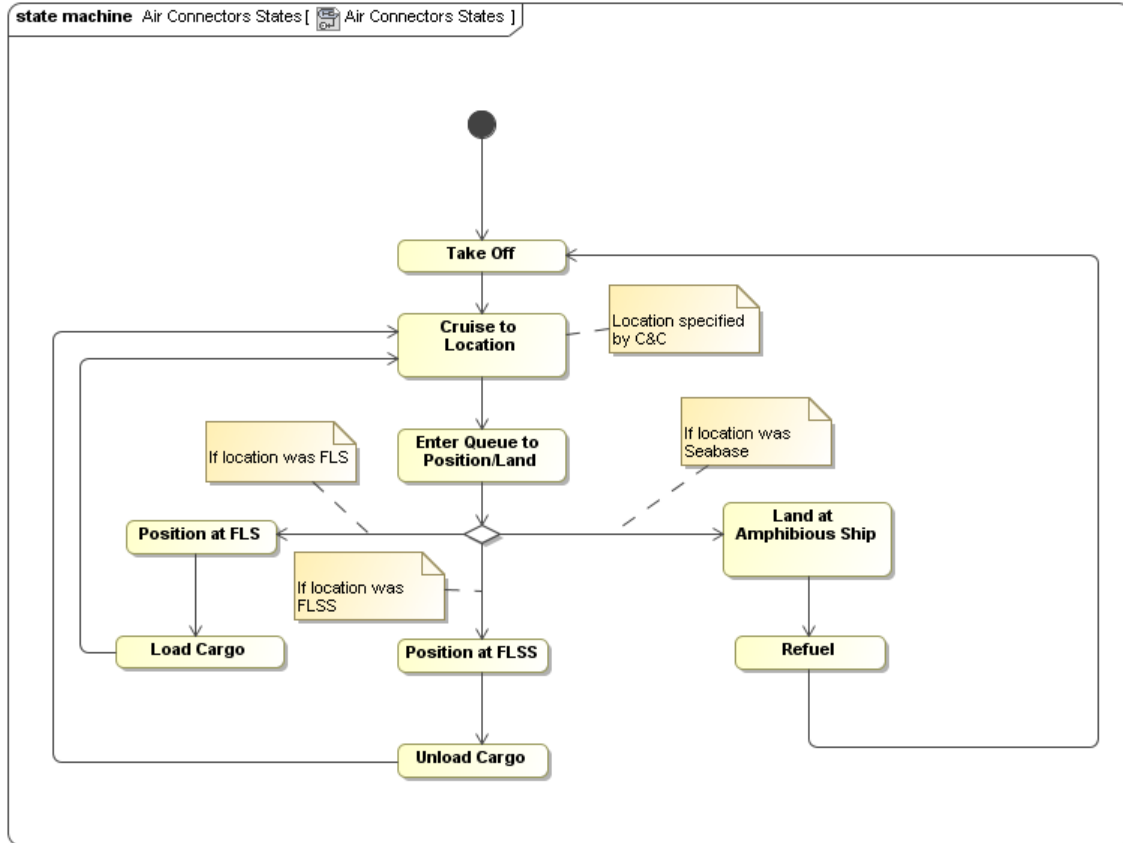 state machine Air Connectors States [ Air Connectors States ]
Take Off
Cruise to
Location
Location specified
by C&C
Enter Queue to
Position/Land
If location was FLS
If location was
Seabase
Position at FLS
Land at
Amphibious Ship
If location was
FLSS
Load Cargo
Position at FLSS
Refuel
Unload Cargo